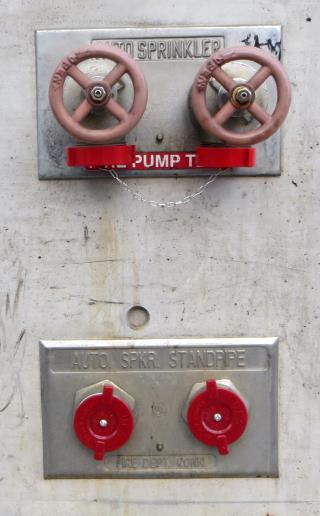 AUTO SPRINKLER
PUMP
AUTO. SPKR. STANDPIPE
FIRE DEPT. CONN.